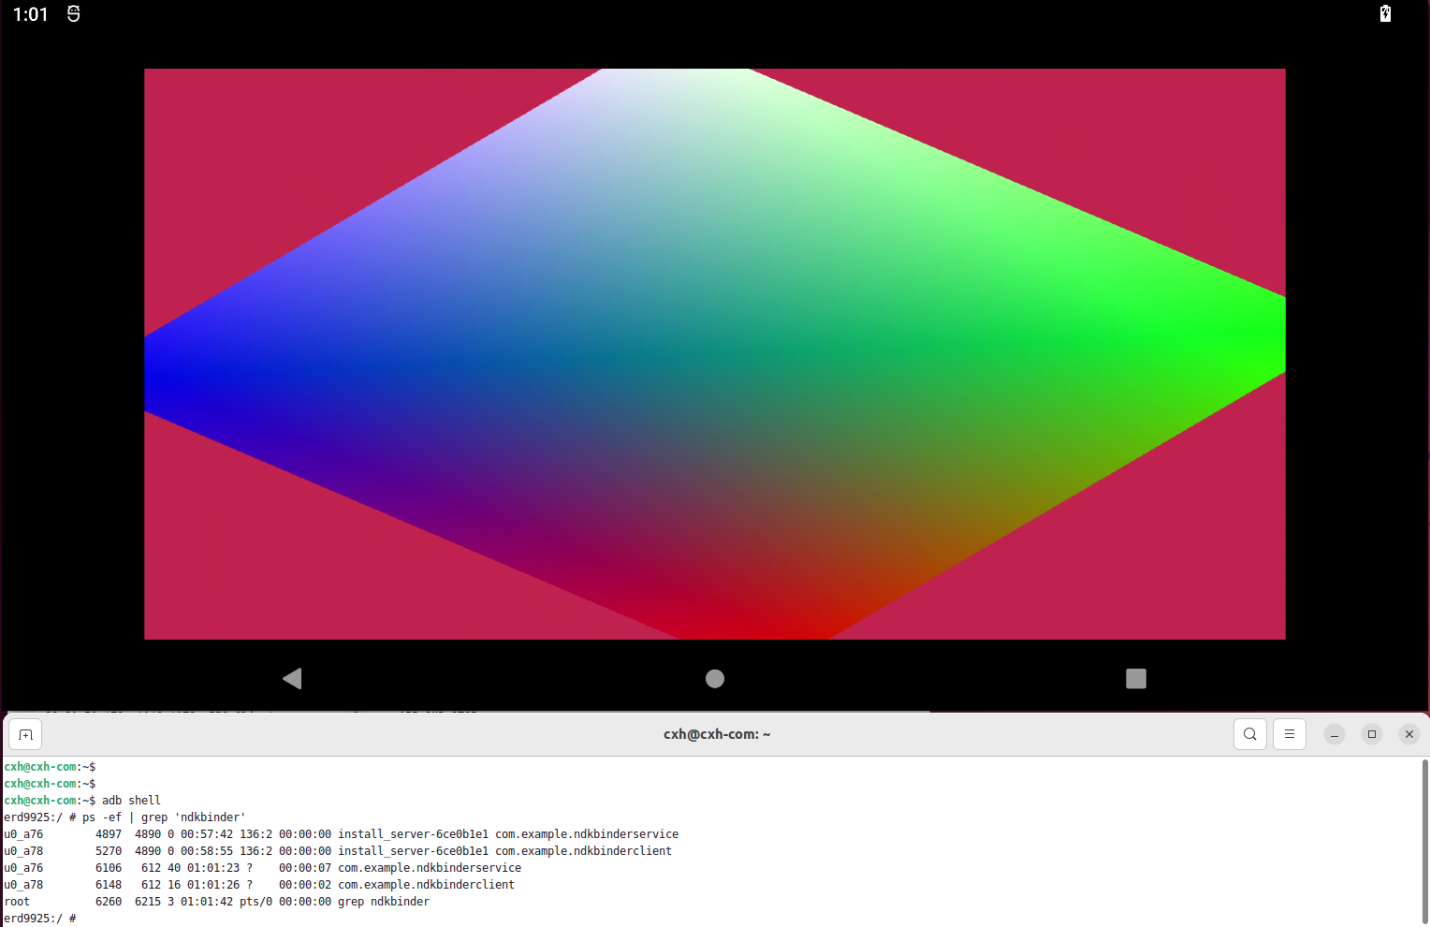 1:01
cxh@cxh-com: ~
cxh@cxh-com:~$
cxh@cxh-com:~$
cxh@cxh-com:~$ adb shell
erd9925:/ # ps -ef | grep 'ndkbinder'
u0_a76 4897 4890 0 00:57:42 136:2 00:00:00 install_server-6ce0b1e1 com.example.ndkbinderservice
u0_a78 5270 4890 0 00:58:55 136:2 00:00:00 install_server-6ce0b1e1 com.example.ndkbinderclient
u0_a76 6106 612 40 01:01:23 ? 00:00:07 com.example.ndkbinderservice
u0_a78 6148 612 16 01:01:26 ? 00:00:02 com.example.ndkbinderclient
root 6260 6215 3 01:01:42 pts/0 00:00:00 grep ndkbinder
erd9925:/ #